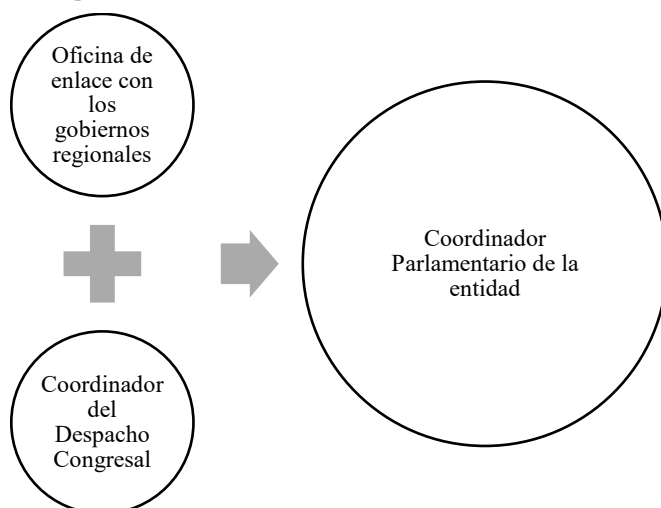 Oficina de
enlace con
los
gobiernos
regionales
Coordinador
del
Despacho
Congresal
Coordinador
Parlamentario de la
entidad